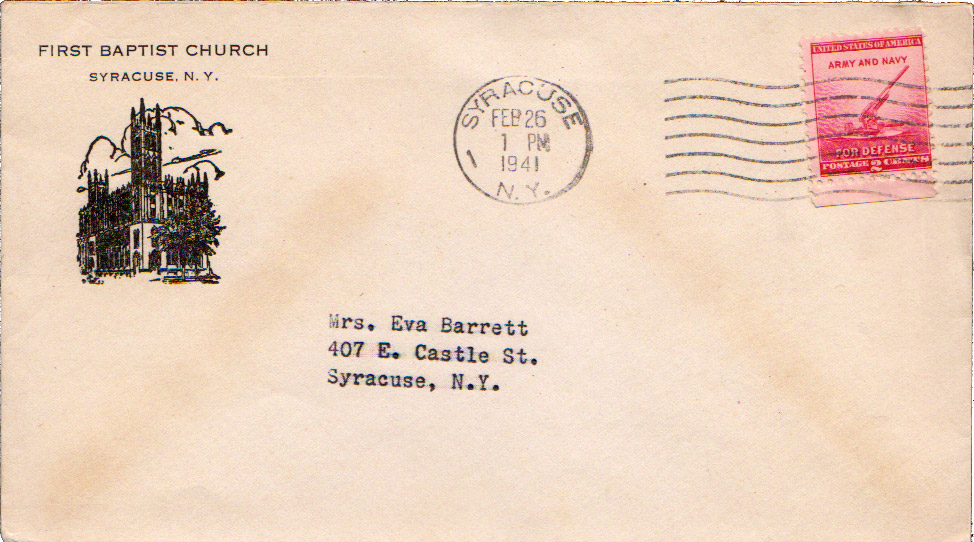 FIRST BAPTIST CHURCH
SYRACUSE, N. Y.
SYRACUSE
FEB 26
1 PM
1941
N.Y.
1
UNITED STATES OF AMERICA
ARMY AND NAVY
FOR DEFENSE
POSTAGE 2 CENTS
Mrs. Eva Barrett
407 E. Castle St.
Syracuse, N.Y.